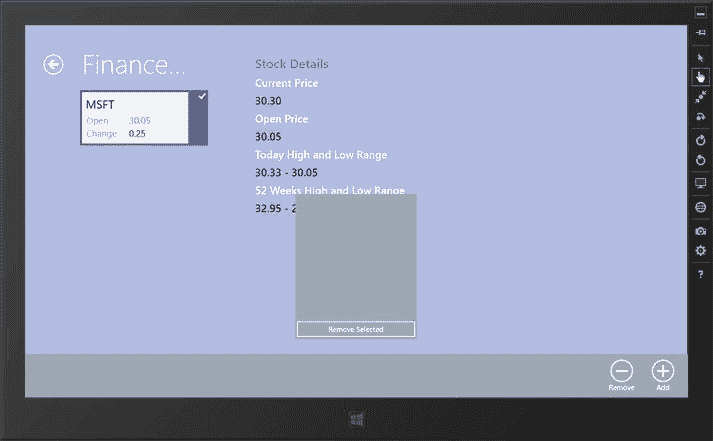 Finance...
MSFT
Open 30.05
Change 0.25
Stock Details
Current Price
30.30
Open Price
30.05
Today High and Low Range
30.33 - 30.05
52 Weeks High and Low Range
32.95 - 2
Remove Selected
Remove
Add
?